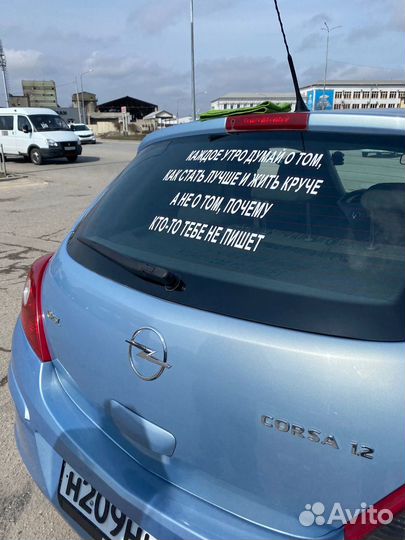 КАЖДОЕ УТРО ДУМАЙ О ТОМ,
КАК СТАТЬ ЛУЧШЕ И ЖИТЬ КРУЧЕ
А НЕ О ТОМ, ПОЧЕМУ
КТО-ТО ТЕБЕ НЕ ПИШЕТ
CORSA 1.2
Н209Н
Avito